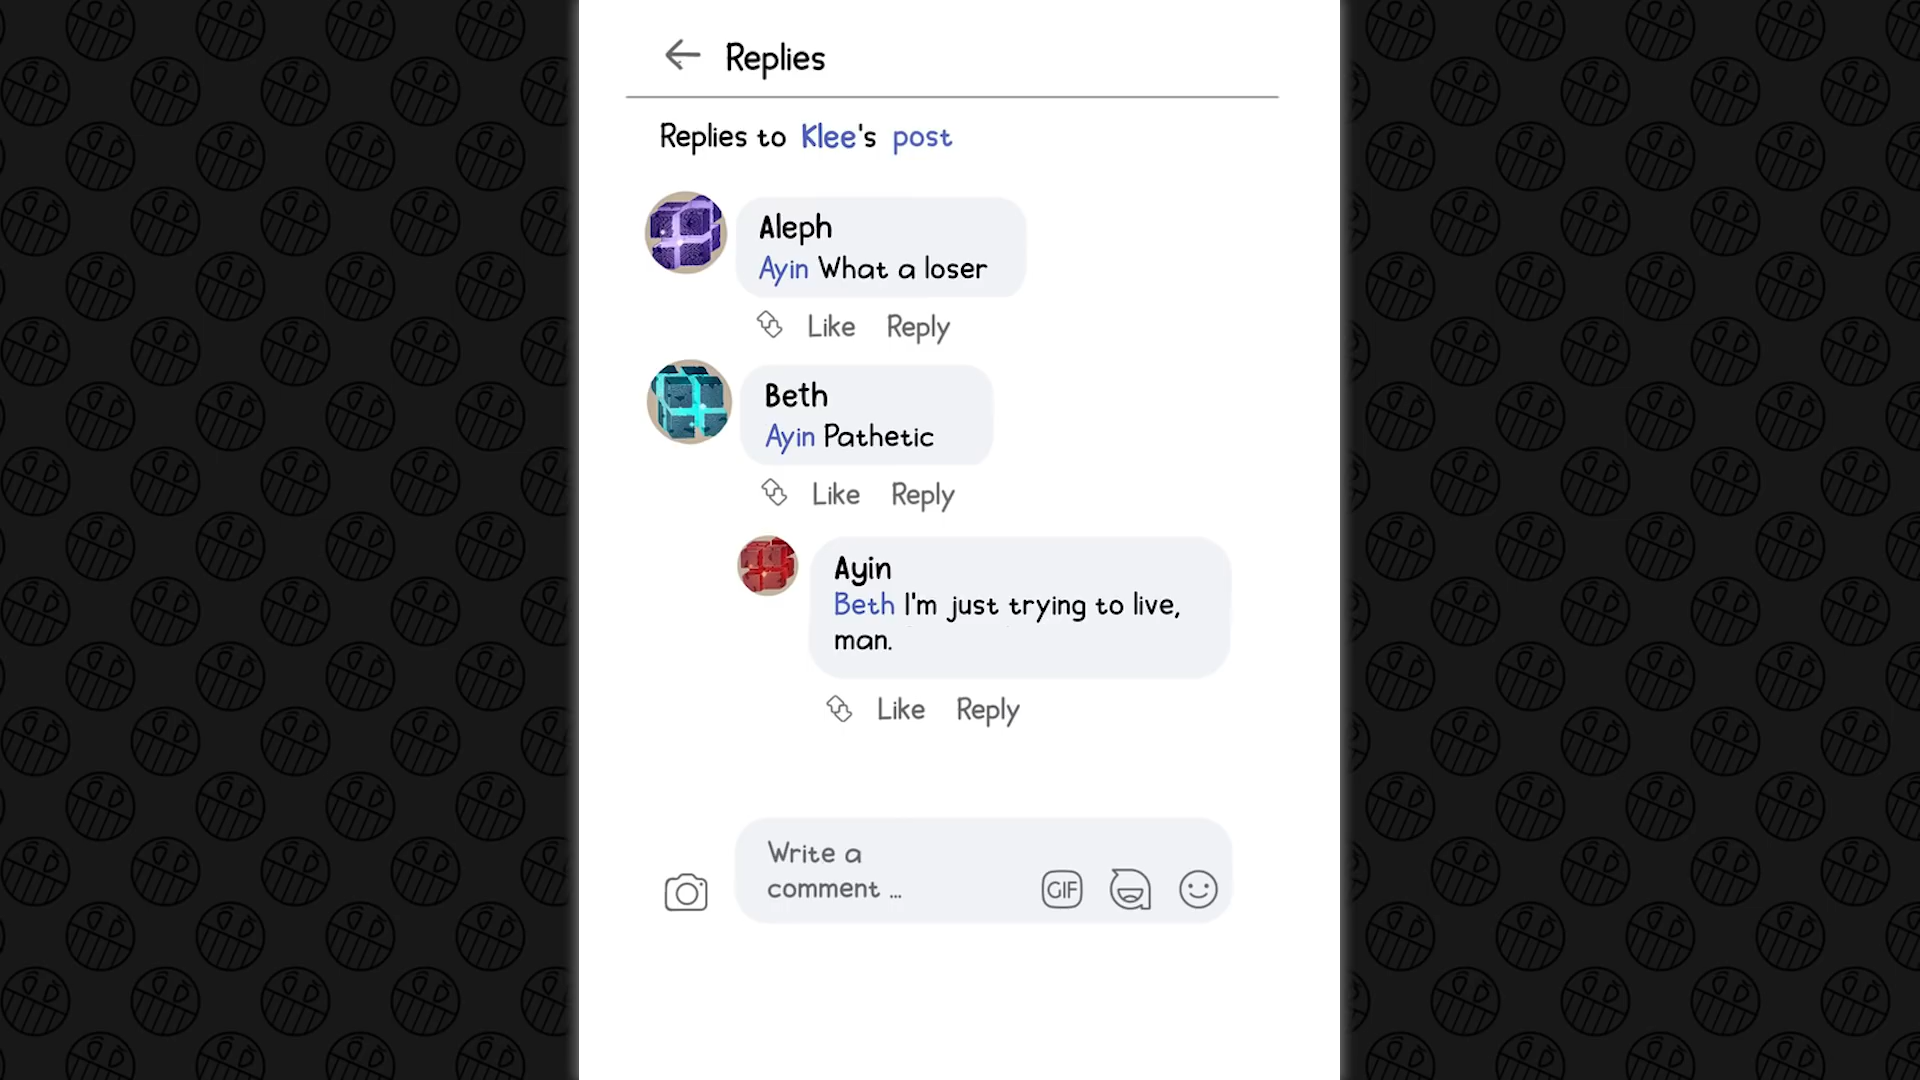 Replies
Replies to Klee's post
Aleph
Ayin What a loser
Like Reply
Beth
Ayin Pathetic
Like Reply
Ayin
Beth I'm just trying to live,
man.
Like Reply
Write a
comment ...
GIF